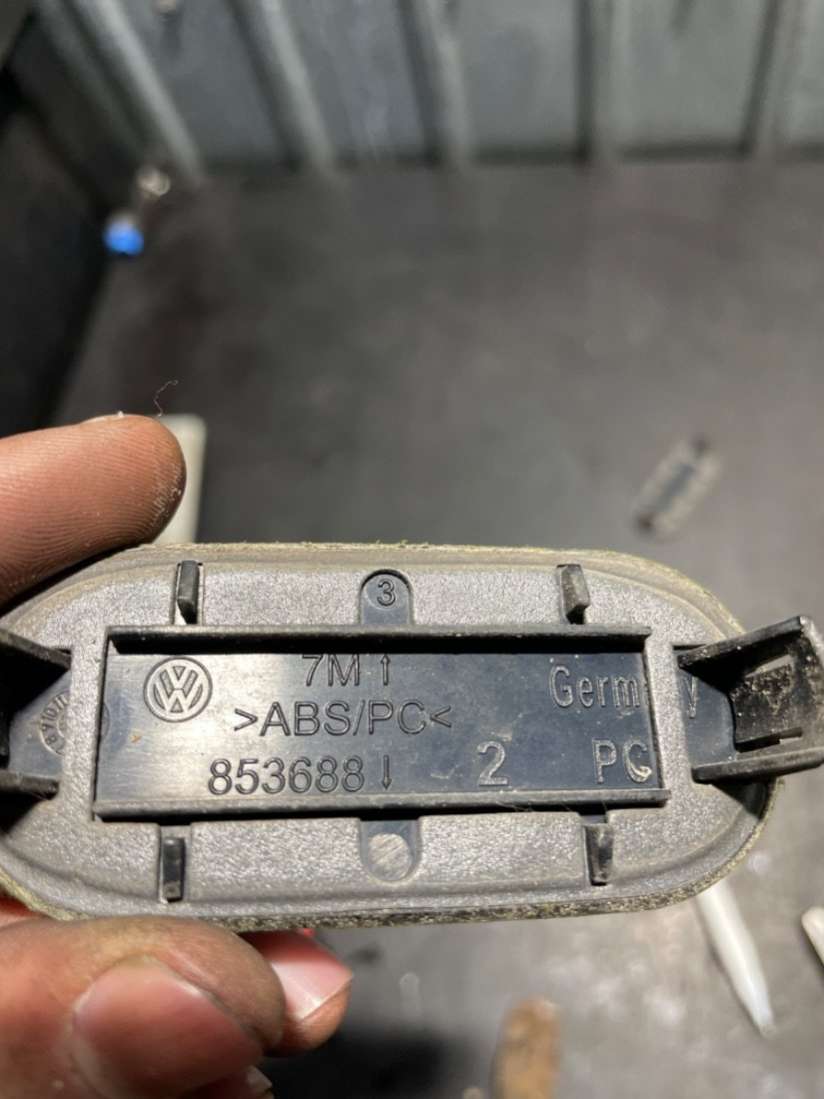 3
7M↑
>ABS/PC<
853688↓
2
Germ y
PC